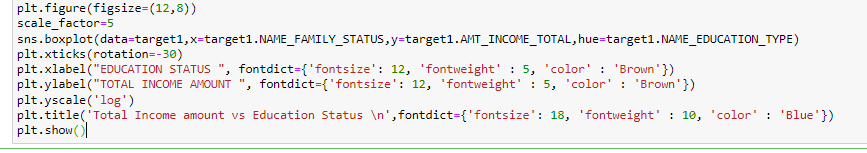 plt.figure(figsize=(12,8))
scale_factor=5
sns.boxplot(data=target1,x=target1.NAME_FAMILY_STATUS,y=target1.AMT_INCOME_TOTAL,hue=target1.NAME_EDUCATION_TYPE)
plt.xticks(rotation=-30)
plt.xlabel("EDUCATION STATUS ", fontdict={'fontsize': 12, 'fontweight' : 5, 'color' : 'Brown'})
plt.ylabel("TOTAL INCOME AMOUNT ", fontdict={'fontsize': 12, 'fontweight' : 5, 'color' : 'Brown'})
plt.yscale('log')
plt.title('Total Income amount vs Education Status \n',fontdict={'fontsize': 18, 'fontweight' : 10, 'color' : 'Blue'})
plt.show()